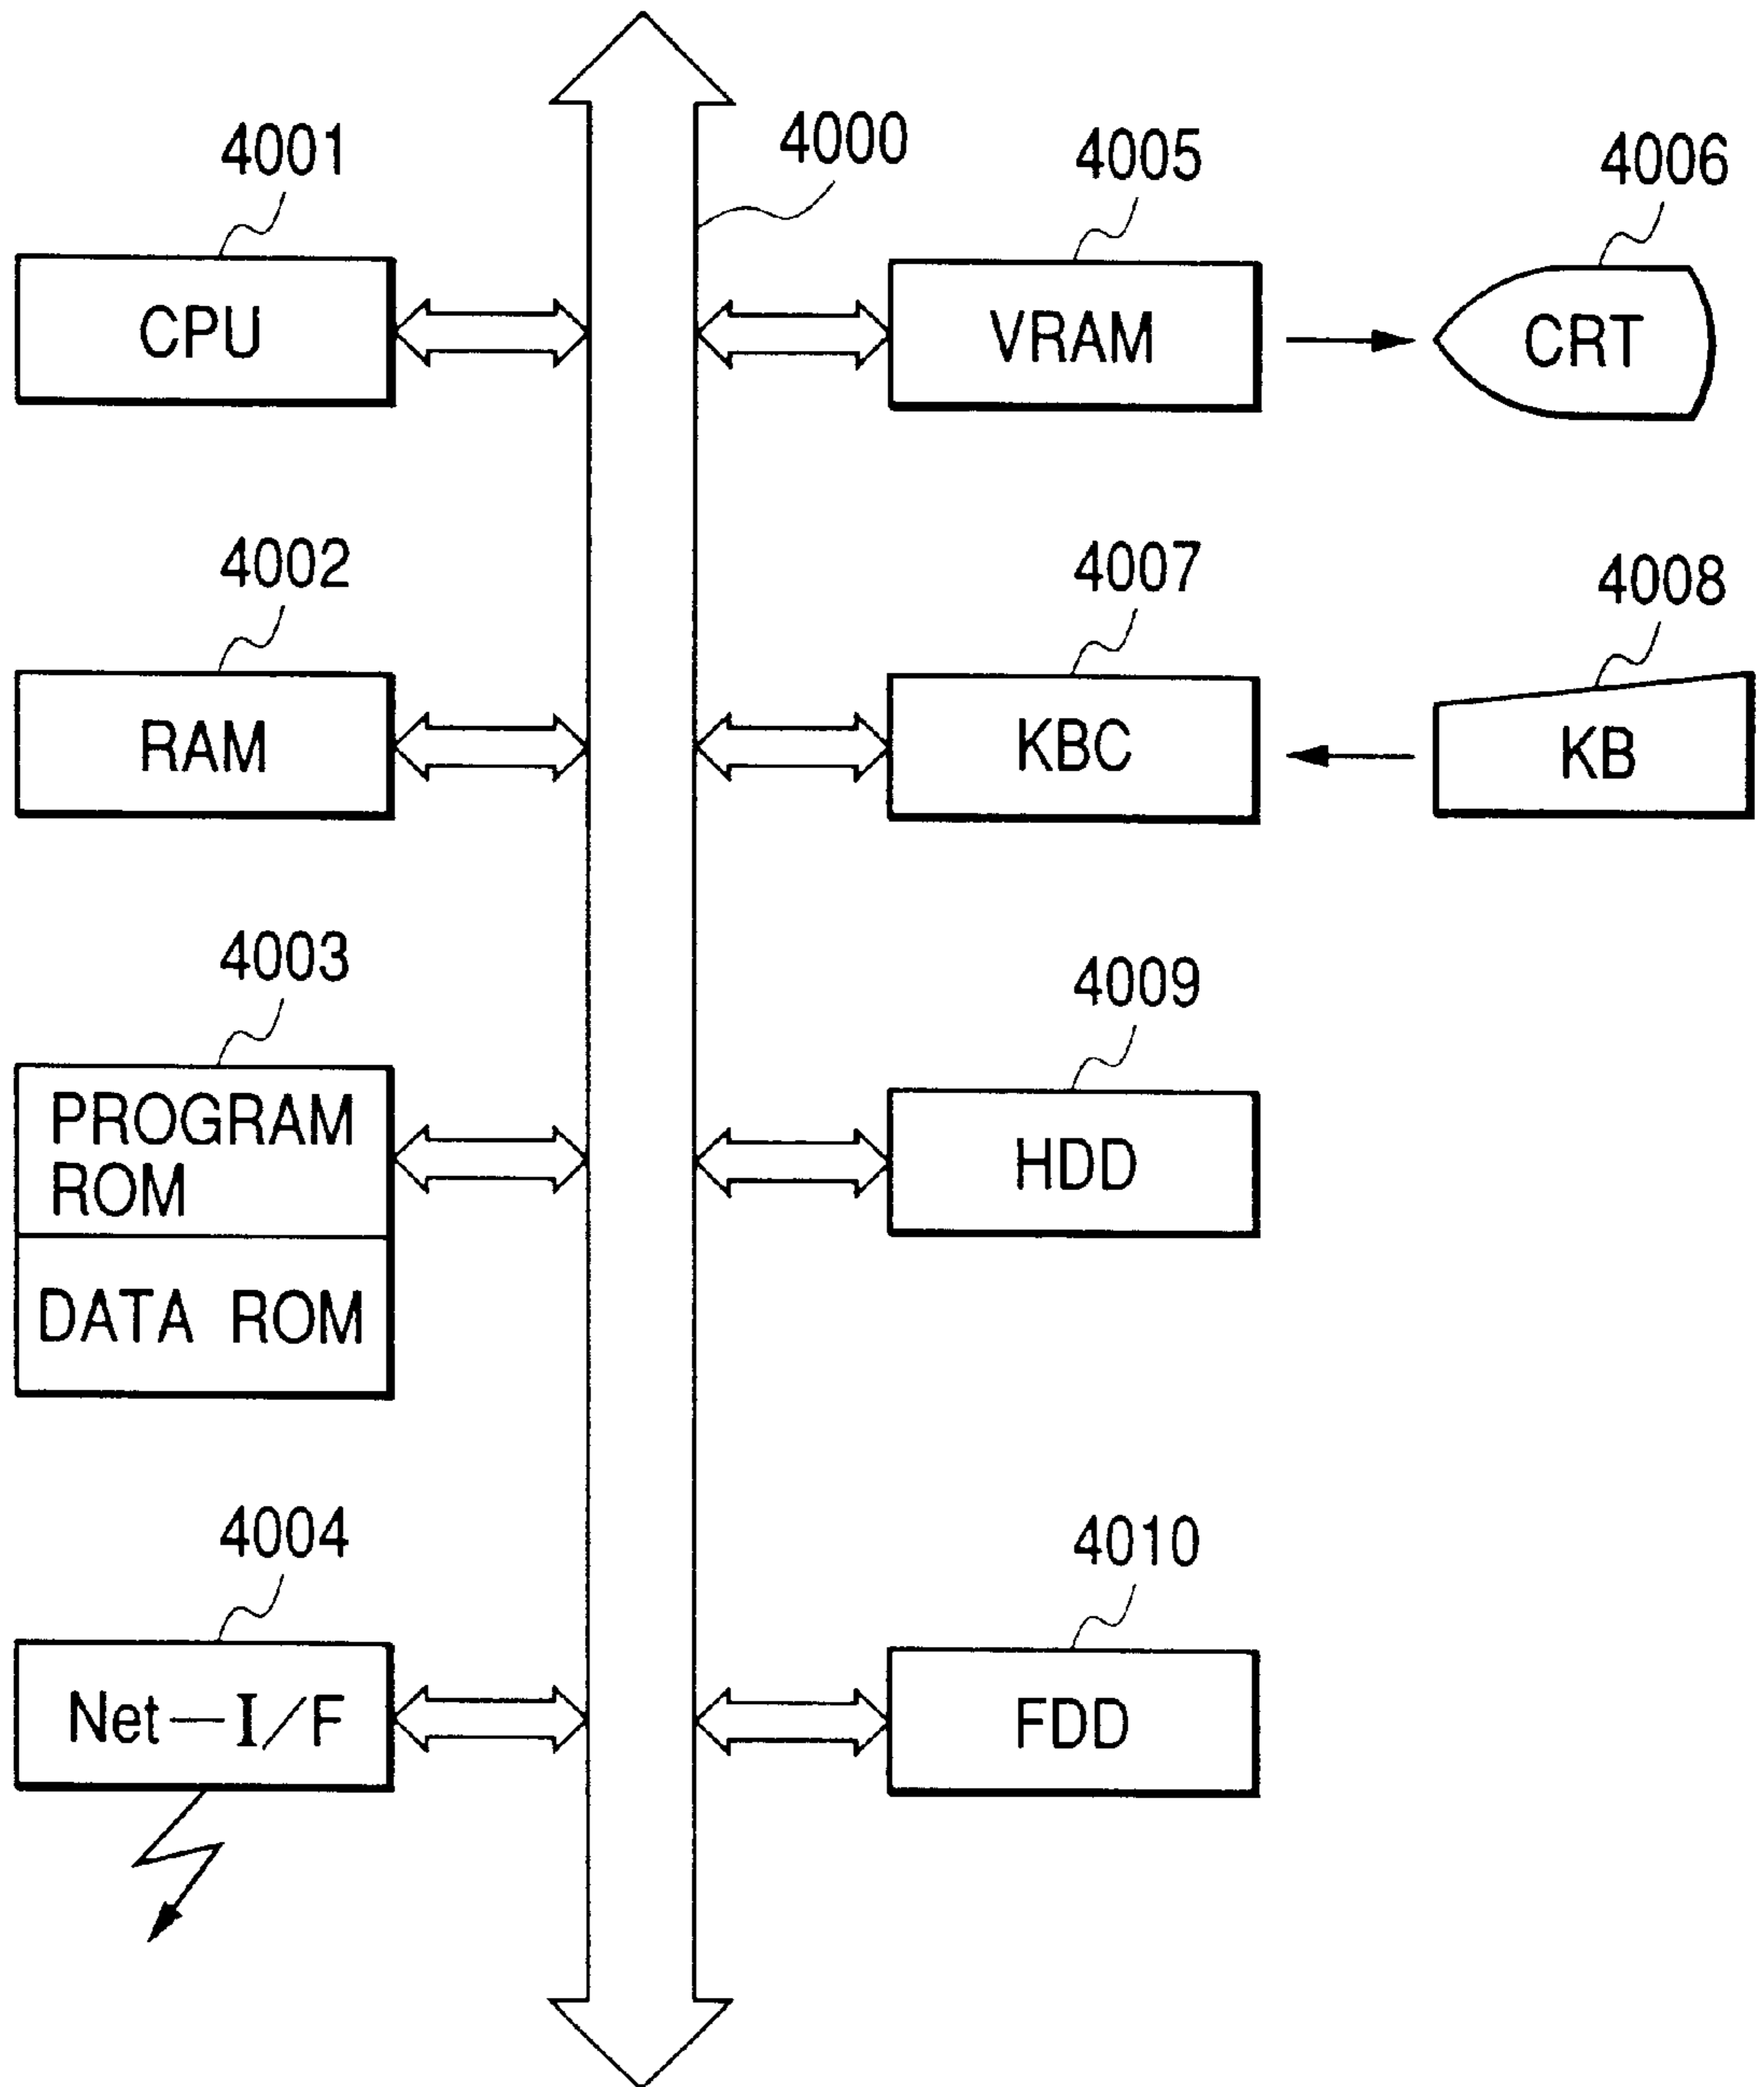 4000
4001
CPU
4005
VRAM
4006
CRT
4002
RAM
4007
KBC
4008
KB
4003
PROGRAM
ROM
DATA ROM
4009
HDD
4004
Net—I/F
4010
FDD